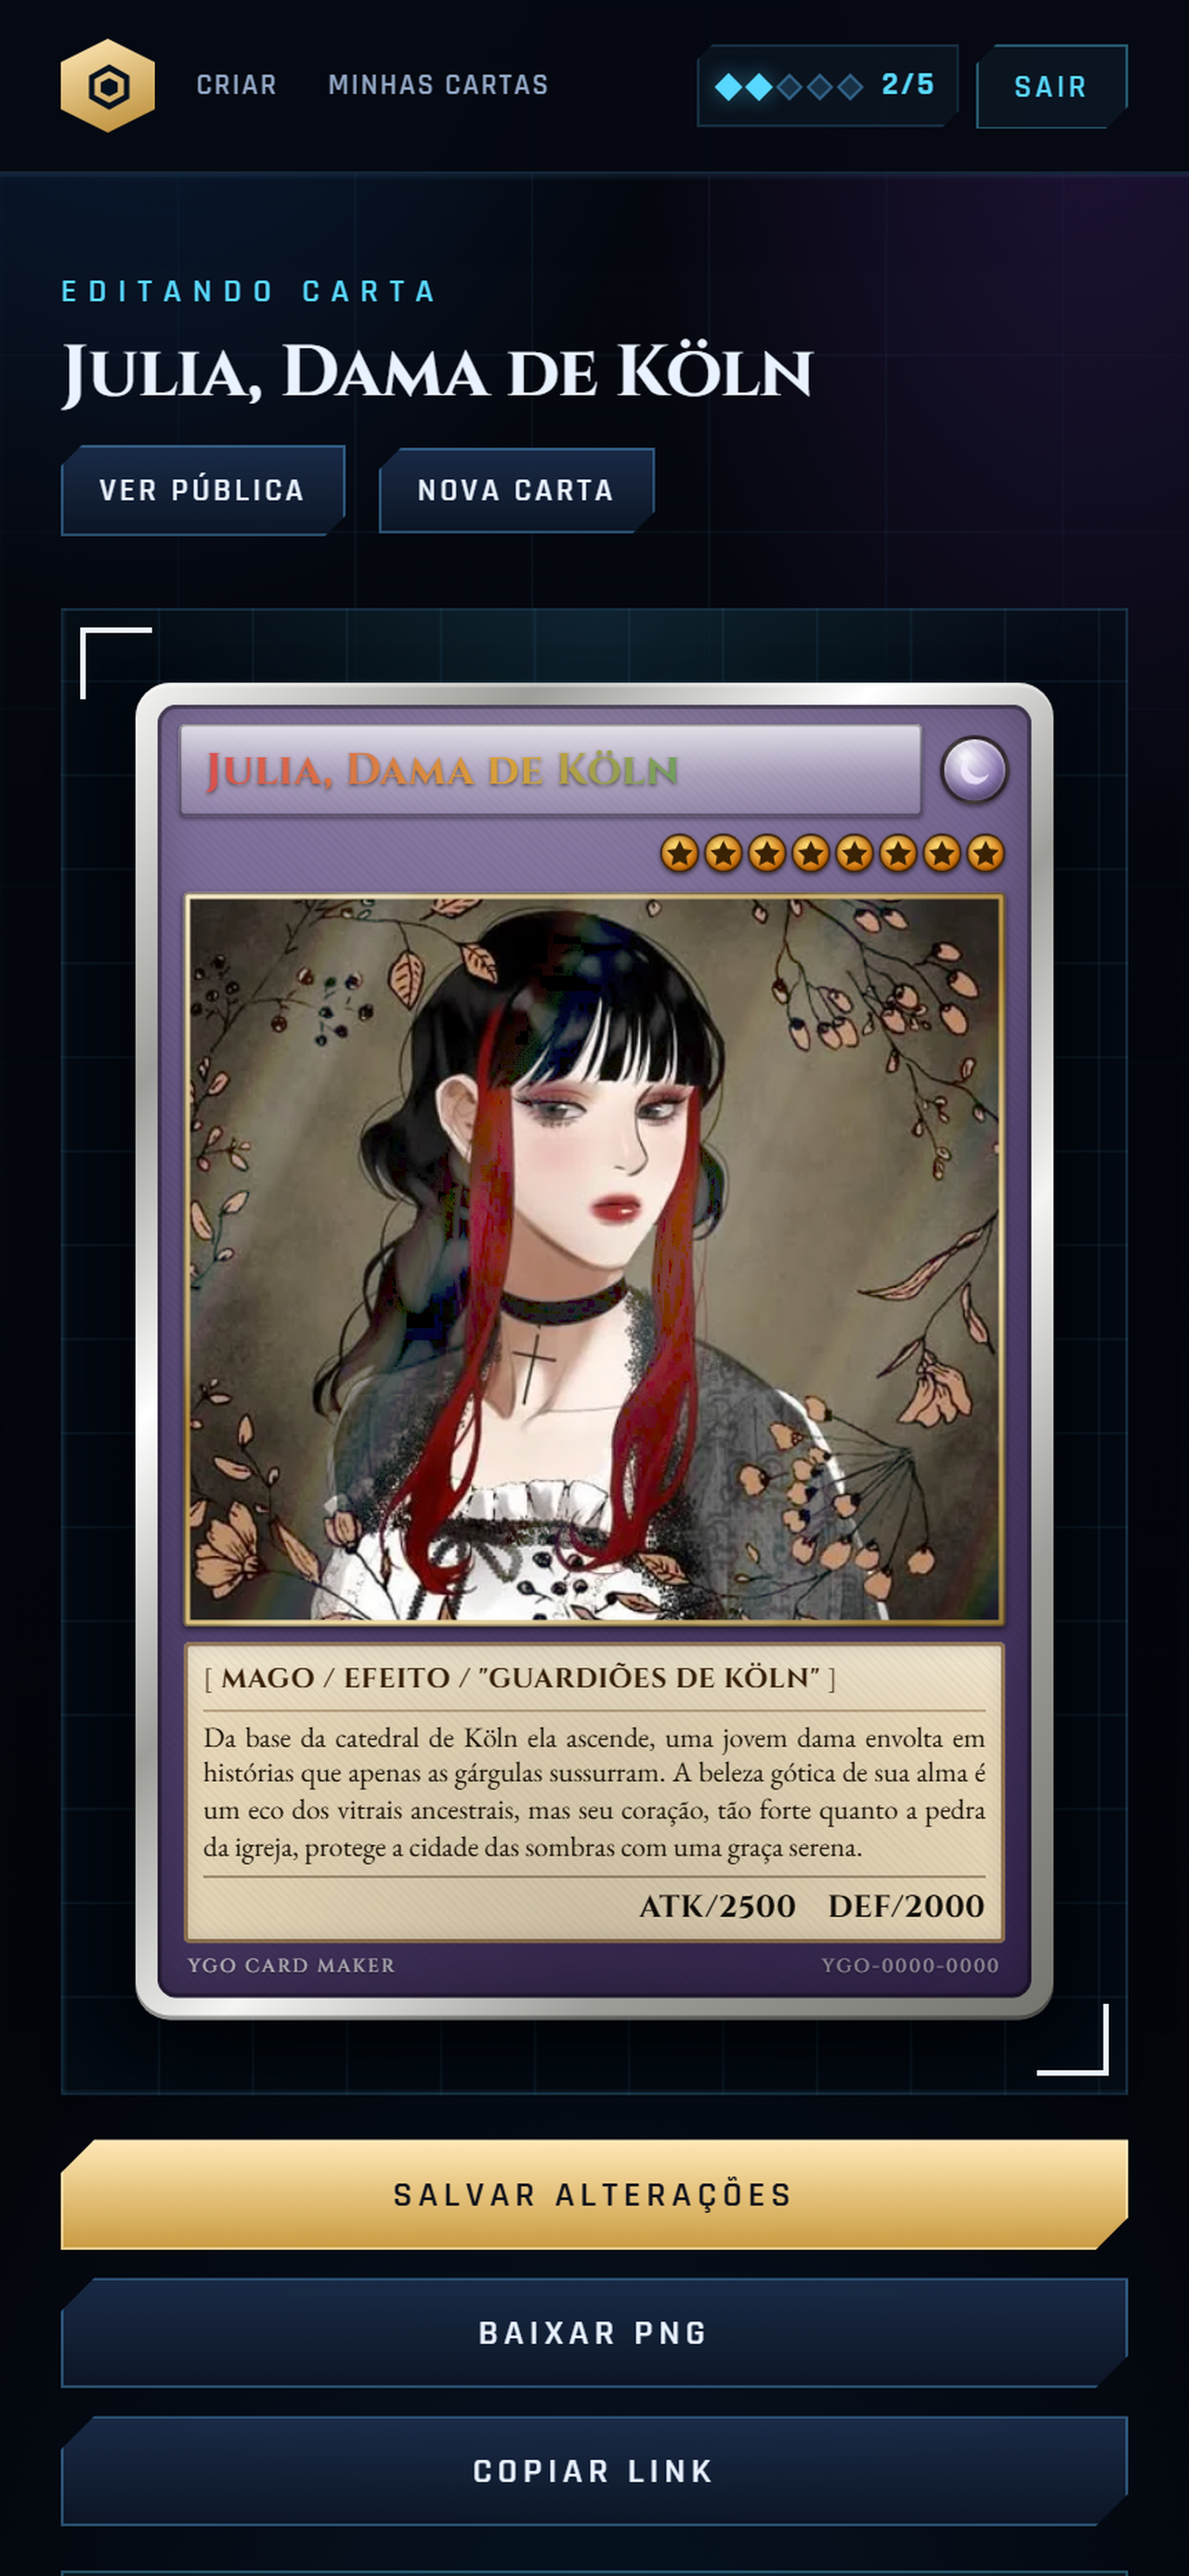 CRIAR MINHAS CARTAS 2/5 SAIR
EDITANDO CARTA
Julia, Dama de Köln
VER PÚBLICA NOVA CARTA
Julia, Dama de Köln
[ MAGO / EFEITO / "GUARDIÕES DE KÖLN" ]
Da base da catedral de Köln ela ascende, uma jovem dama envolta em
histórias que apenas as gárgulas sussurram. A beleza gótica de sua alma é
um eco dos vitrais ancestrais, mas seu coração, tão forte quanto a pedra
da igreja, protege a cidade das sombras com uma graça serena.
ATK/2500 DEF/2000
YGO CARD MAKER YGO-0000-0000
SALVAR ALTERAÇÕES
BAIXAR PNG
COPIAR LINK